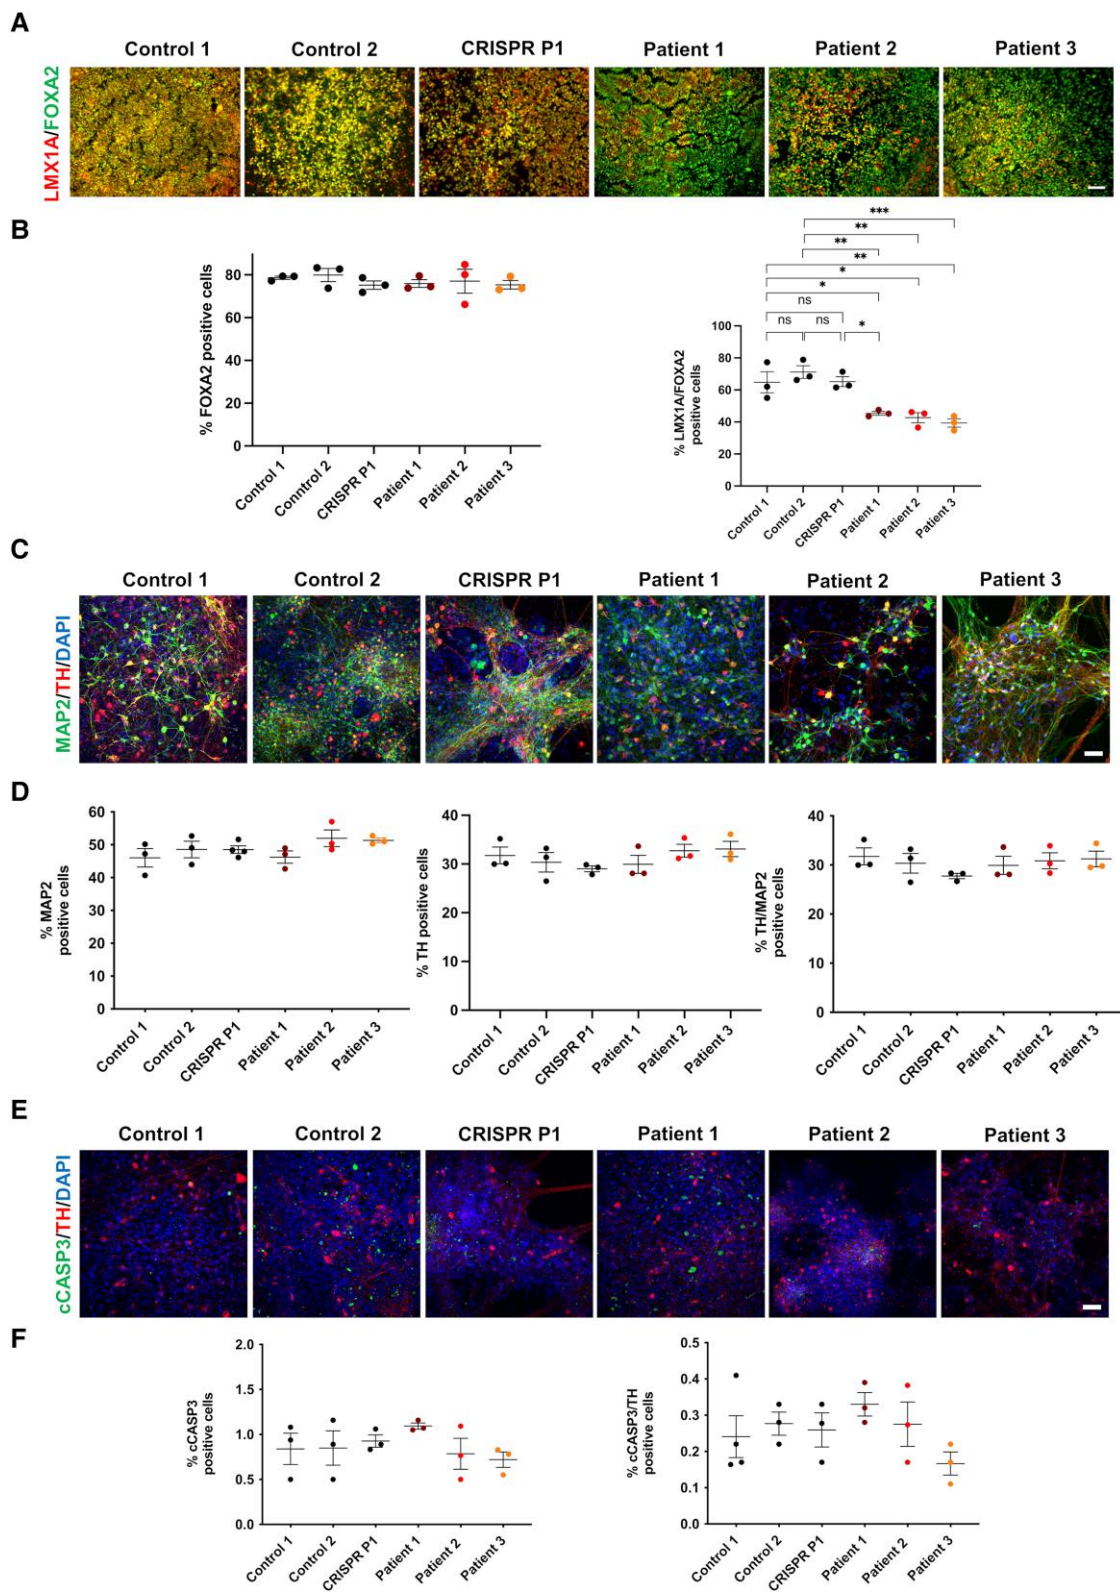 A
Control 1 Control 2 CRISPR P1 Patient 1 Patient 2 Patient 3
LMX1A/FOXA2
B
% FOXA2 positive cells
80
60
40
20
0
Control 1 Conntrol 2 CRISPR P1 Patient 1 Patient 2 Patient 3
***
**
**
**
*
*
ns
ns ns *
% LMX1A/FOXA2
positive cells
100
80
60
40
20
0
Control 1 Control 2 CRISPR P1 Patient 1 Patient 2 Patient 3
C
Control 1 Control 2 CRISPR P1 Patient 1 Patient 2 Patient 3
MAP2/TH/DAPI
D
% MAP2
positive cells
60
50
40
30
20
10
0
Control 1 Control 2 CRISPR P1 Patient 1 Patient 2 Patient 3
% TH positive cells
40
30
20
10
0
Control 1 Control 2 CRISPR P1 Patient 1 Patient 2 Patient 3
% TH/MAP2
positive cells
40
30
20
10
0
Control 1 Control 2 CRISPR P1 Patient 1 Patient 2 Patient 3
E
Control 1 Control 2 CRISPR P1 Patient 1 Patient 2 Patient 3
cCASP3/TH/DAPI
F
% cCASP3
positive cells
2.0
1.5
1.0
0.5
0.0
Control 1 Control 2 CRISPR P1 Patient 1 Patient 2 Patient 3
% cCASP3/TH
positive cells
0.5
0.4
0.3
0.2
0.1
0.0
Control 1 Control 2 CRISPR P1 Patient 1 Patient 2 Patient 3